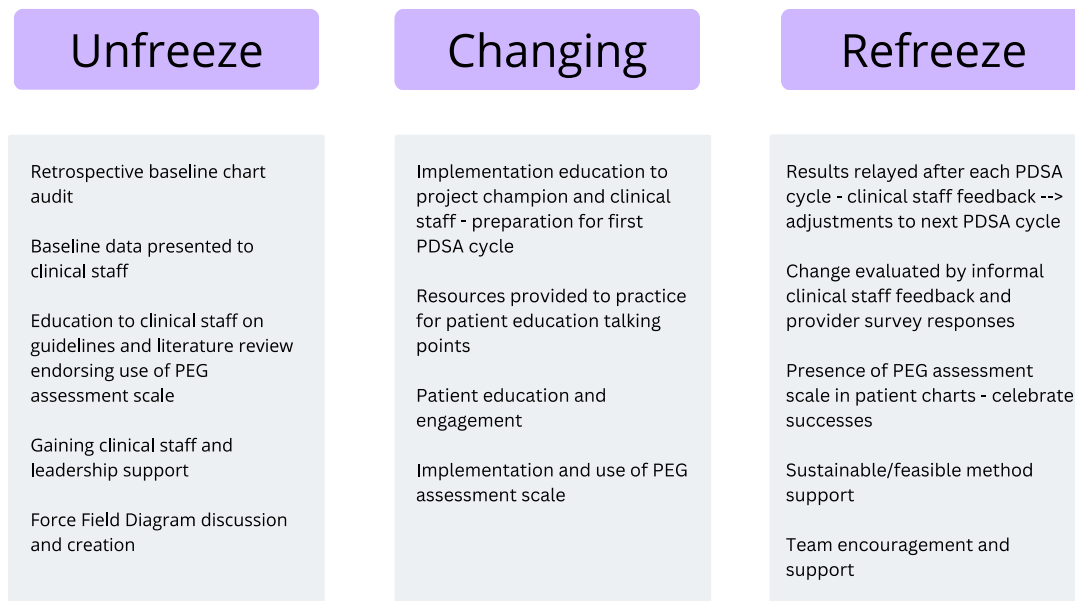 Unfreeze
Retrospective baseline chart
audit
Baseline data presented to
clinical staff
Education to clinical staff on
guidelines and literature review
endorsing use of PEG
assessment scale
Gaining clinical staff and
leadership support
Force Field Diagram discussion
and creation
Changing
Implementation education to
project champion and clinical
staff - preparation for first
PDSA cycle
Resources provided to practice
for patient education talking
points
Patient education and
engagement
Implementation and use of PEG
assessment scale
Refreeze
Results relayed after each PDSA
cycle - clinical staff feedback -->
adjustments to next PDSA cycle
Change evaluated by informal
clinical staff feedback and
provider survey responses
Presence of PEG assessment
scale in patient charts - celebrate
successes
Sustainable/feasible method
support
Team encouragement and
support